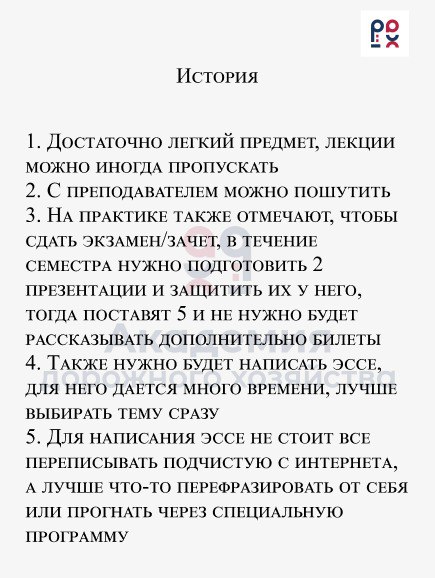 История
1. Достаточно легкий предмет, лекции
можно иногда пропускать
2. С преподавателем можно пошутить
3. На практике также отмечают, чтобы
сдать экзамен/зачет, в течение
семестра нужно подготовить 2
презентации и защитить их у него,
тогда поставят 5 и не нужно будет
рассказывать дополнительно билеты
Академия
4. Также нужно будет написать эссе,
дорожного хозяйства
для него дается много времени, лучше
выбирать тему сразу
5. Для написания эссе не стоит все
переписывать подчистую с интернета,
а лучше что-то перефразировать от себя
или прогнать через специальную
программу